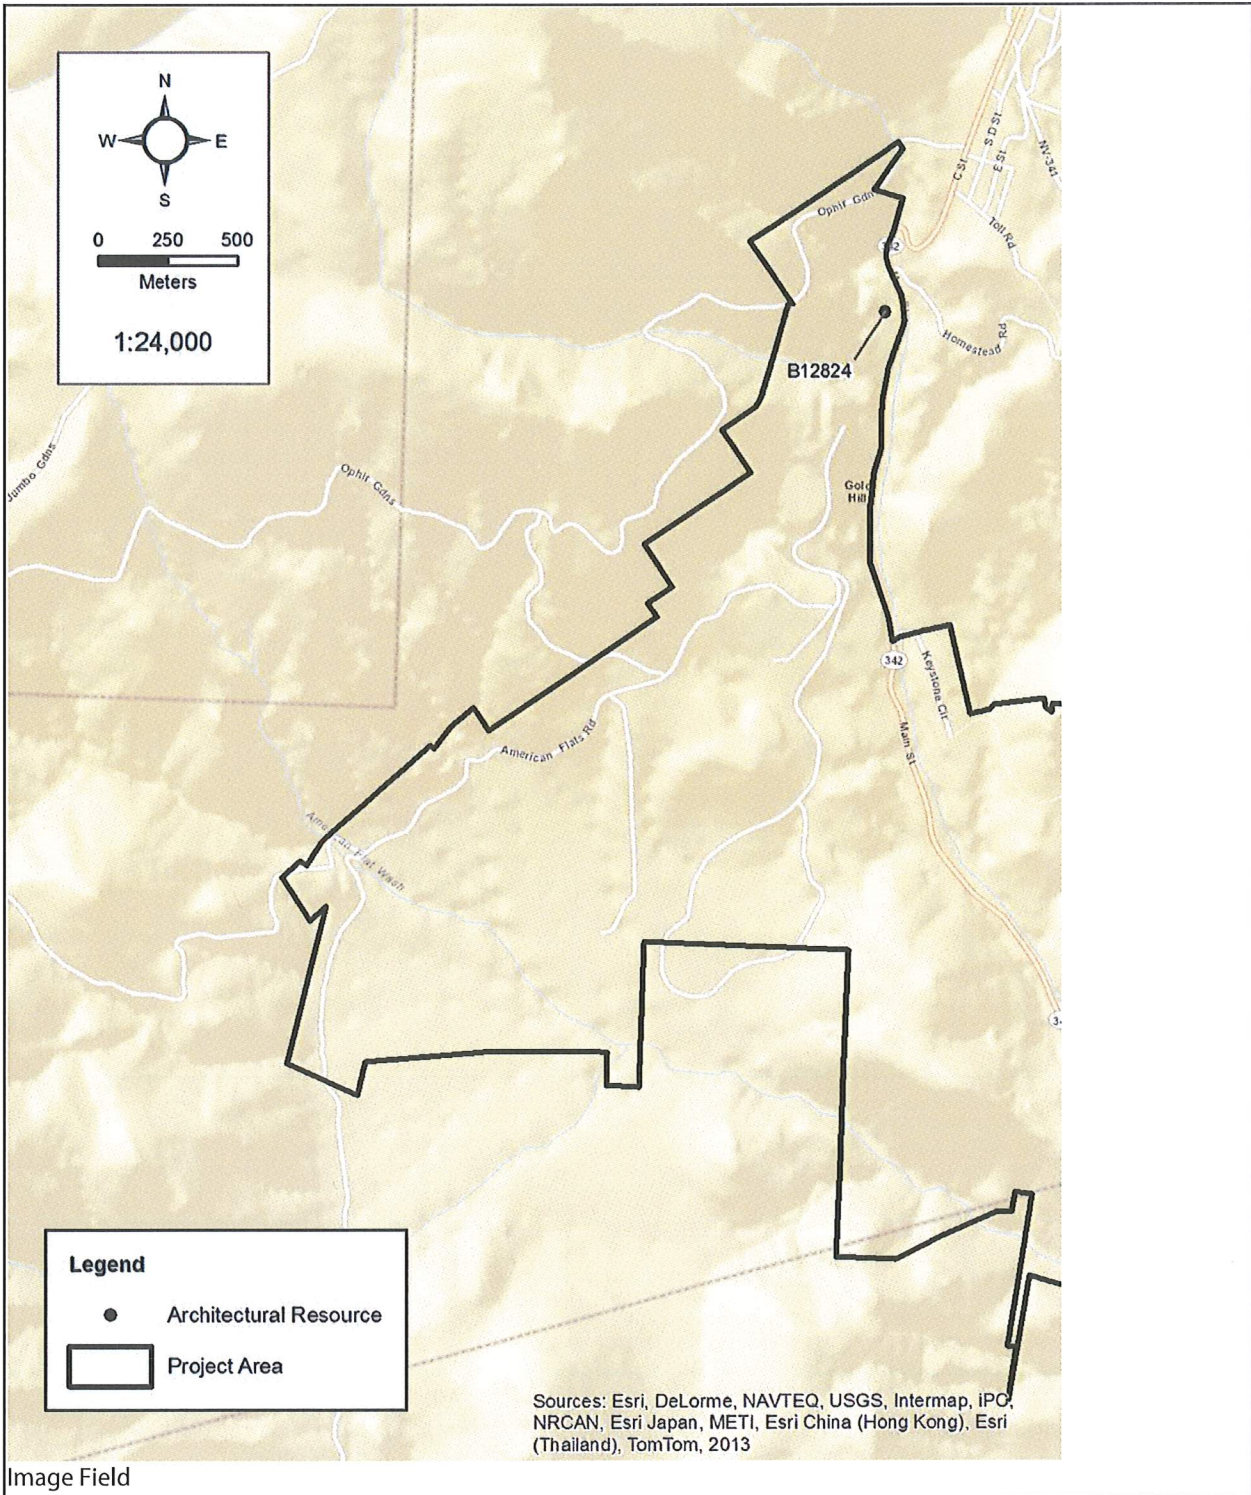 N
W E
S
0 250 500
Meters
1:24,000
C St
S D St
E St
NV-341
Toll Rd
Ophir Gdn
342
Homestead Rd
B12824
Jumbo Gdns
Ophir Gdns
Gold
Hill
342
Keystone Cir
Main St
American Flats Rd
American Flat Wash
34
Legend
Architectural Resource
Project Area
Sources: Esri, DeLorme, NAVTEQ, USGS, Intermap, iPC,
NRCAN, Esri Japan, METI, Esri China (Hong Kong), Esri
(Thailand), TomTom, 2013
Image Field